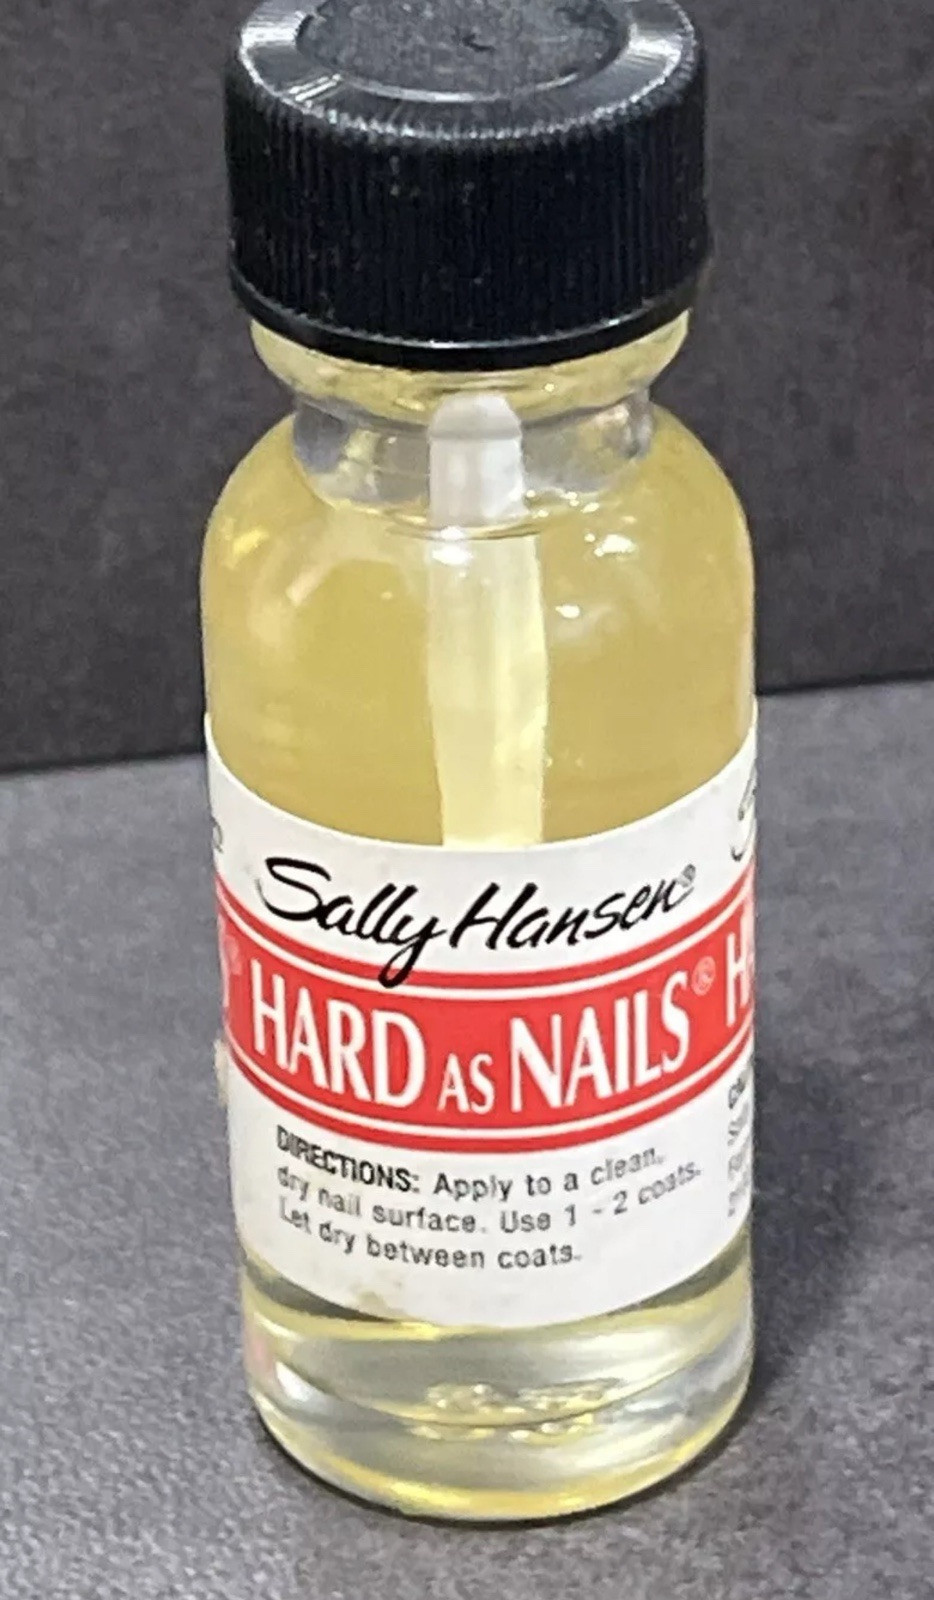 Sally Hansen®
HARD AS NAILS®
DIRECTIONS: Apply to a clean,
dry nail surface. Use 1 - 2 coats.
Let dry between coats.